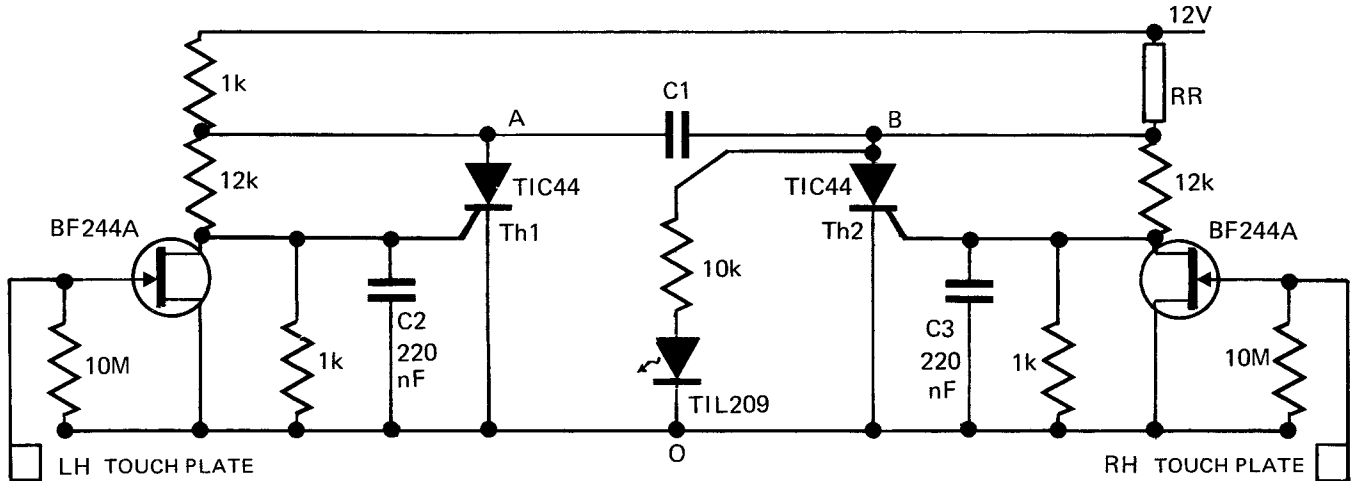 12V
1k
C1
RR
A
B
12k
TIC44
TIC44
12k
BF244A
Th1
Th2
BF244A
10k
C2
220
nF
C3
220
nF
10M
1k
1k
10M
TIL209
O
LH TOUCH PLATE
RH TOUCH PLATE